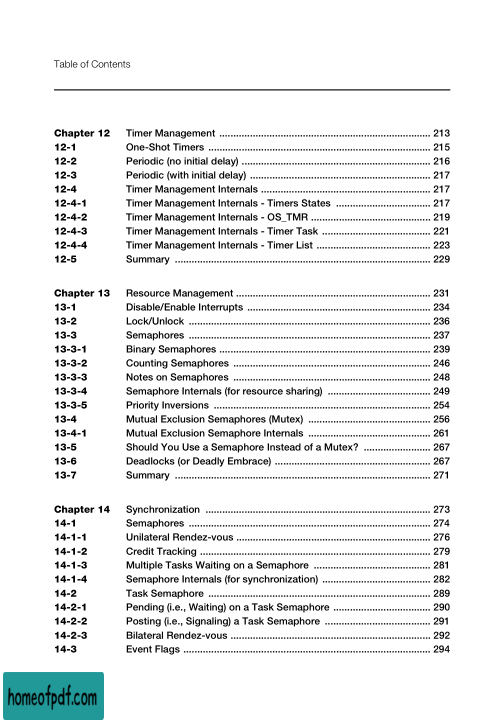 Table of Contents
Chapter 12 Timer Management ............................................................................ 213
12-1 One-Shot Timers ................................................................................ 215
12-2 Periodic (no initial delay) .................................................................... 216
12-3 Periodic (with initial delay) ................................................................. 217
12-4 Timer Management Internals ............................................................. 217
12-4-1 Timer Management Internals - Timers States .................................. 217
12-4-2 Timer Management Internals - OS_TMR ........................................... 219
12-4-3 Timer Management Internals - Timer Task ....................................... 221
12-4-4 Timer Management Internals - Timer List ......................................... 223
12-5 Summary ............................................................................................ 229
Chapter 13 Resource Management ...................................................................... 231
13-1 Disable/Enable Interrupts .................................................................. 234
13-2 Lock/Unlock ....................................................................................... 236
13-3 Semaphores ....................................................................................... 237
13-3-1 Binary Semaphores ............................................................................ 239
13-3-2 Counting Semaphores ....................................................................... 246
13-3-3 Notes on Semaphores ....................................................................... 248
13-3-4 Semaphore Internals (for resource sharing) ..................................... 249
13-3-5 Priority Inversions .............................................................................. 254
13-4 Mutual Exclusion Semaphores (Mutex) ............................................ 256
13-4-1 Mutual Exclusion Semaphore Internals ............................................ 261
13-5 Should You Use a Semaphore Instead of a Mutex? ........................ 267
13-6 Deadlocks (or Deadly Embrace) ........................................................ 267
13-7 Summary ............................................................................................ 271
Chapter 14 Synchronization ................................................................................. 273
14-1 Semaphores ....................................................................................... 274
14-1-1 Unilateral Rendez-vous ...................................................................... 276
14-1-2 Credit Tracking ................................................................................... 279
14-1-3 Multiple Tasks Waiting on a Semaphore .......................................... 281
14-1-4 Semaphore Internals (for synchronization) ....................................... 282
14-2 Task Semaphore ................................................................................ 289
14-2-1 Pending (i.e., Waiting) on a Task Semaphore ................................... 290
14-2-2 Posting (i.e., Signaling) a Task Semaphore ...................................... 291
14-2-3 Bilateral Rendez-vous ........................................................................ 292
14-3 Event Flags ......................................................................................... 294
homeofpdf.com